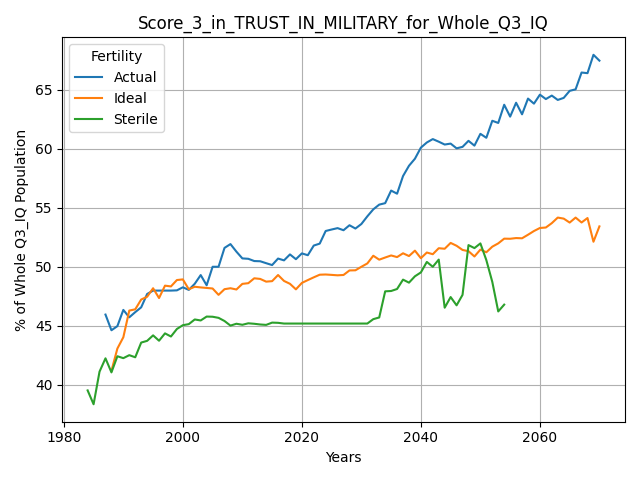 Score_3_in_TRUST_IN_MILITARY_for_Whole_Q3_IQ
Fertility
Actual
Ideal
Sterile
% of Whole Q3_IQ Population
65
60
55
50
45
40
1980
2000
2020
2040
2060
Years